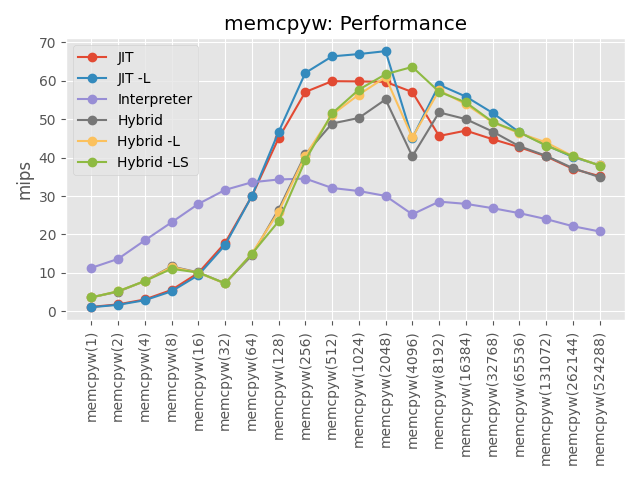 memcpyw: Performance
70
60
50
40
30
20
10
0
mips
JIT
JIT -L
Interpreter
Hybrid
Hybrid -L
Hybrid -LS
memcpyw(1)
memcpyw(2)
memcpyw(4)
memcpyw(8)
memcpyw(16)
memcpyw(32)
memcpyw(64)
memcpyw(128)
memcpyw(256)
memcpyw(512)
memcpyw(1024)
memcpyw(2048)
memcpyw(4096)
memcpyw(8192)
memcpyw(16384)
memcpyw(32768)
memcpyw(65536)
memcpyw(131072)
memcpyw(262144)
memcpyw(524288)